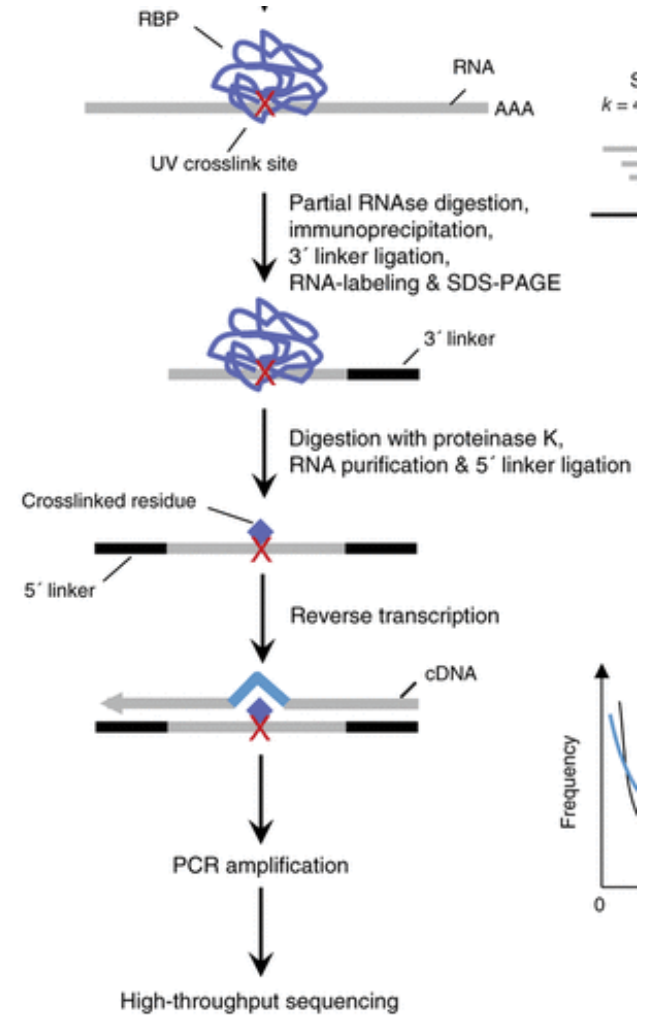 RBP
RNA
AAA
UV crosslink site
k = 4
Partial RNAse digestion,
immunoprecipitation,
3´ linker ligation,
RNA-labeling & SDS-PAGE
3´ linker
Digestion with proteinase K,
RNA purification & 5´ linker ligation
Crosslinked residue
5´ linker
Reverse transcription
cDNA
Frequency
0
PCR amplification
High-throughput sequencing